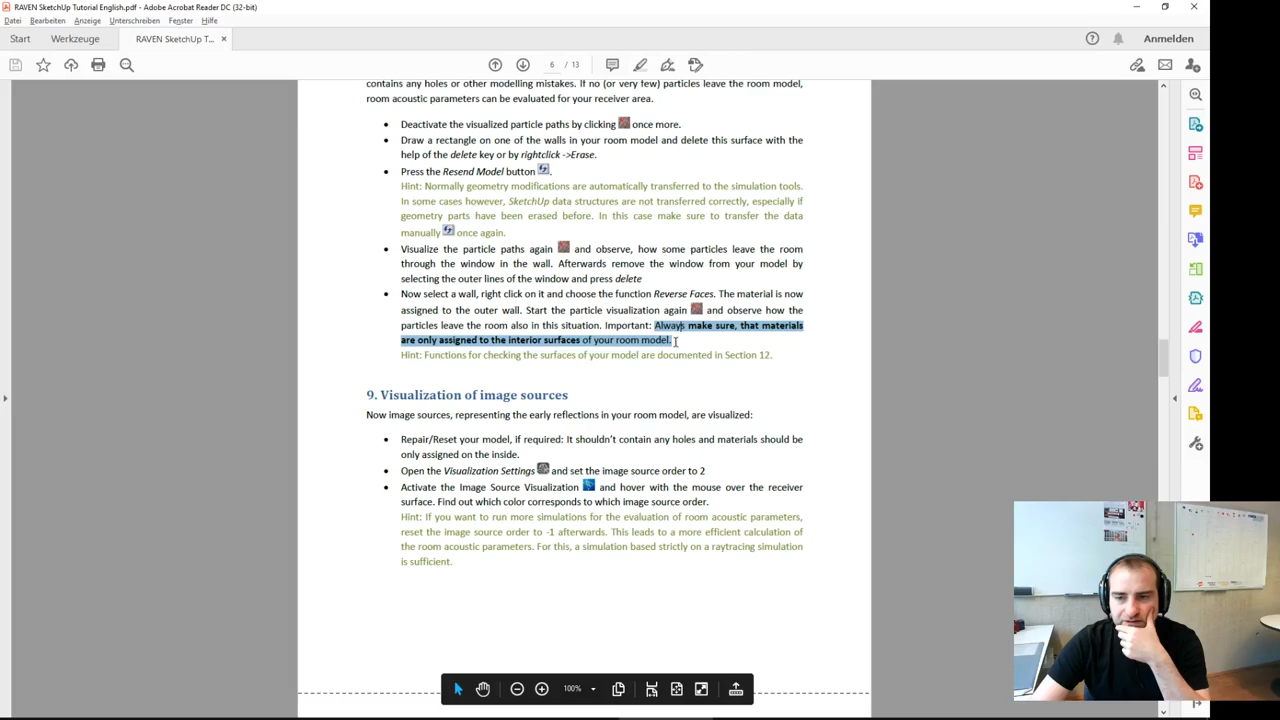 RAVEN SketchUp Tutorial English.pdf - Adobe Acrobat Reader DC (32-bit)
Datei Bearbeiten Anzeige Unterschreiben Fenster Hilfe
Start Werkzeuge RAVEN SketchUp T... × Anmelden
6 / 13
contains any holes or other modelling mistakes. If no (or very few) particles leave the room model,
room acoustic parameters can be evaluated for your receiver area.
• Deactivate the visualized particle paths by clicking once more.
• Draw a rectangle on one of the walls in your room model and delete this surface with the
help of the delete key or by rightclick ->Erase.
• Press the Resend Model button .
Hint: Normally geometry modifications are automatically transferred to the simulation tools.
In some cases however, SketchUp data structures are not transferred correctly, especially if
geometry parts have been erased before. In this case make sure to transfer the data
manually once again.
• Visualize the particle paths again and observe, how some particles leave the room
through the window in the wall. Afterwards remove the window from your model by
selecting the outer lines of the window and press delete
• Now select a wall, right click on it and choose the function Reverse Faces. The material is now
assigned to the outer wall. Start the particle visualization again and observe how the
particles leave the room also in this situation. Important: Always make sure, that materials
are only assigned to the interior surfaces of your room model.
Hint: Functions for checking the surfaces of your model are documented in Section 12.
9. Visualization of image sources
Now image sources, representing the early reflections in your room model, are visualized:
• Repair/Reset your model, if required: It shouldn't contain any holes and materials should be
only assigned on the inside.
• Open the Visualization Settings and set the image source order to 2
• Activate the Image Source Visualization and hover with the mouse over the receiver
surface. Find out which color corresponds to which image source order.
Hint: If you want to run more simulations for the evaluation of room acoustic parameters,
reset the image source order to -1 afterwards. This leads to a more efficient calculation of
the room acoustic parameters. For this, a simulation based strictly on a raytracing simulation
is sufficient.
100%